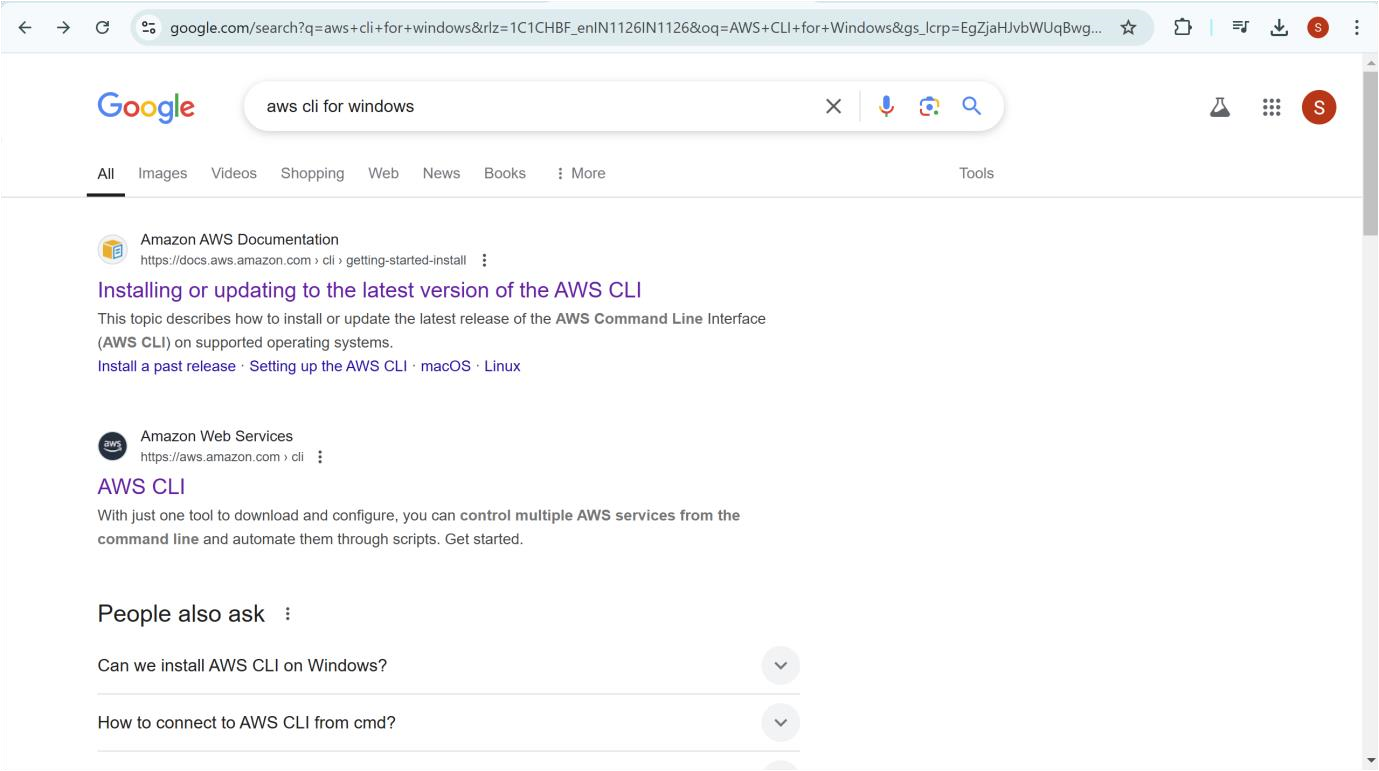 google.com/search?q=aws+cli+for+windows&rlz=1C1CHBF_enIN1126IN1126&oq=AWS+CLI+for+Windows&gs_lcrp=EgZjaHJvbWUqBwg...
S
Google
aws cli for windows
S
All Images Videos Shopping Web News Books More Tools
Amazon AWS Documentation
https://docs.aws.amazon.com › cli › getting-started-install
Installing or updating to the latest version of the AWS CLI
This topic describes how to install or update the latest release of the AWS Command Line Interface
(AWS CLI) on supported operating systems.
Install a past release · Setting up the AWS CLI · macOS · Linux
aws
Amazon Web Services
https://aws.amazon.com › cli
AWS CLI
With just one tool to download and configure, you can control multiple AWS services from the
command line and automate them through scripts. Get started.
People also ask
Can we install AWS CLI on Windows?
How to connect to AWS CLI from cmd?